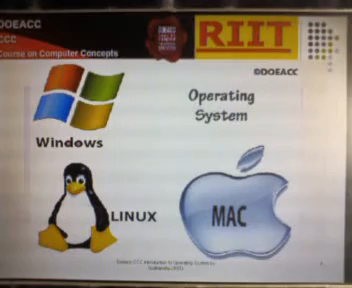 DOEACC
CCC
Course on Computer Concepts
RIIT
DOEACC
Operating
System
Windows
LINUX
MAC